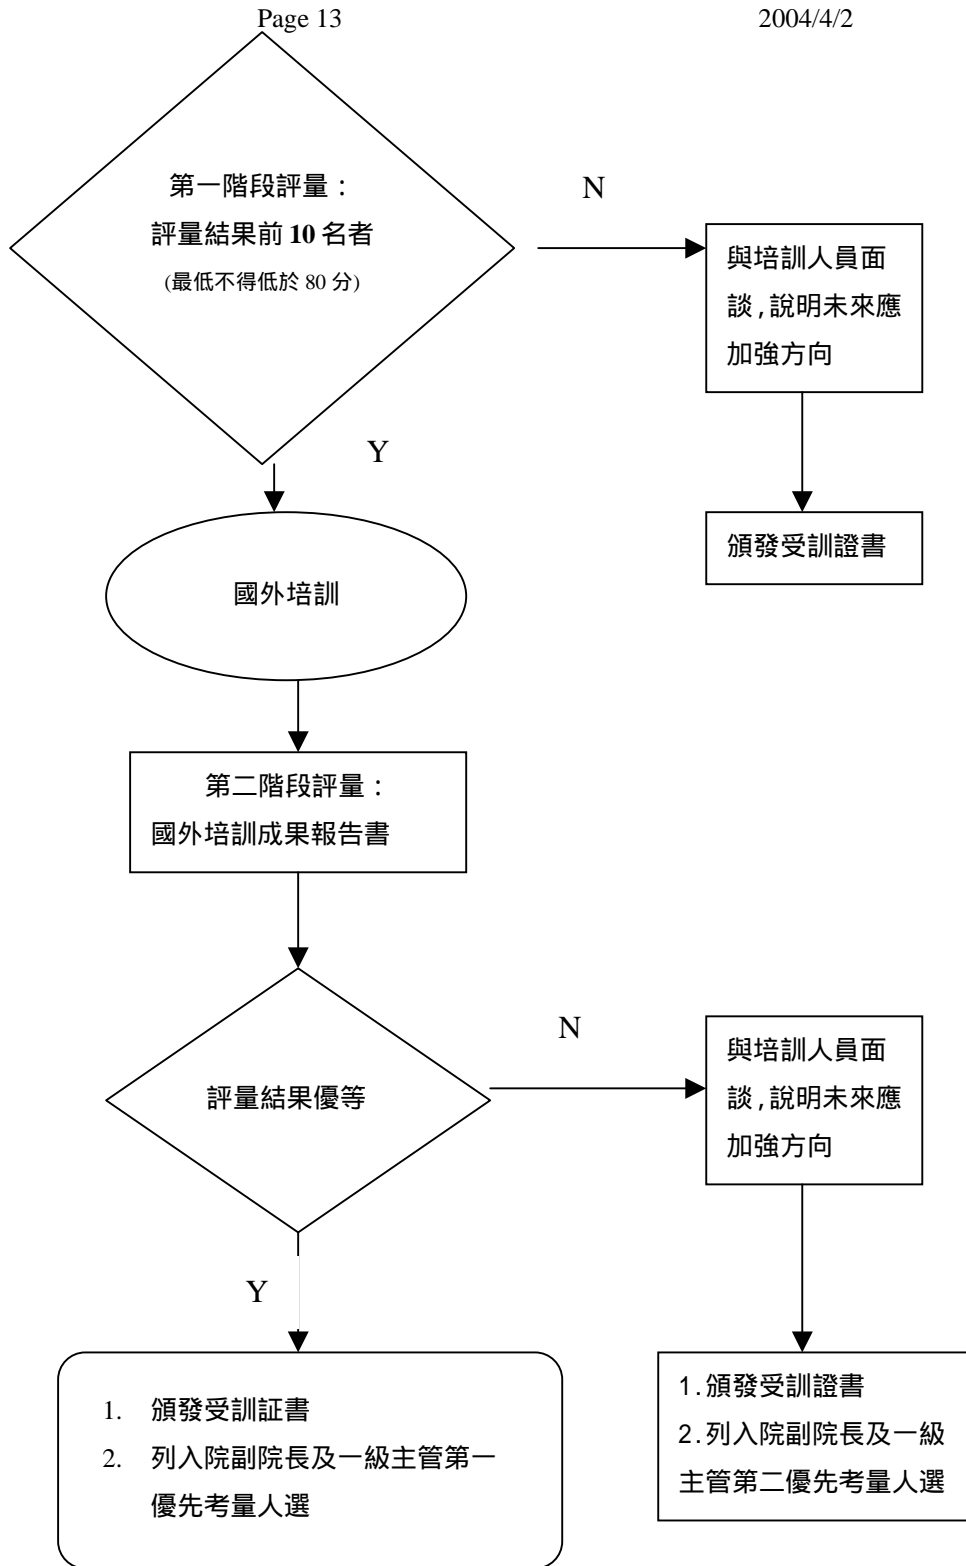 Page 13 2004/4/2
第一階段評量：
評量結果前 10 名者
(最低不得低於 80 分)
N
與培訓人員面
談,說明未來應
加強方向
Y
頒發受訓證書
國外培訓
第二階段評量：
國外培訓成果報告書
N
與培訓人員面
談,說明未來應
加強方向
評量結果優等
Y
1. 頒發受訓証書
2. 列入院副院長及一級主管第一
優先考量人選
1.頒發受訓證書
2.列入院副院長及一級
主管第二優先考量人選